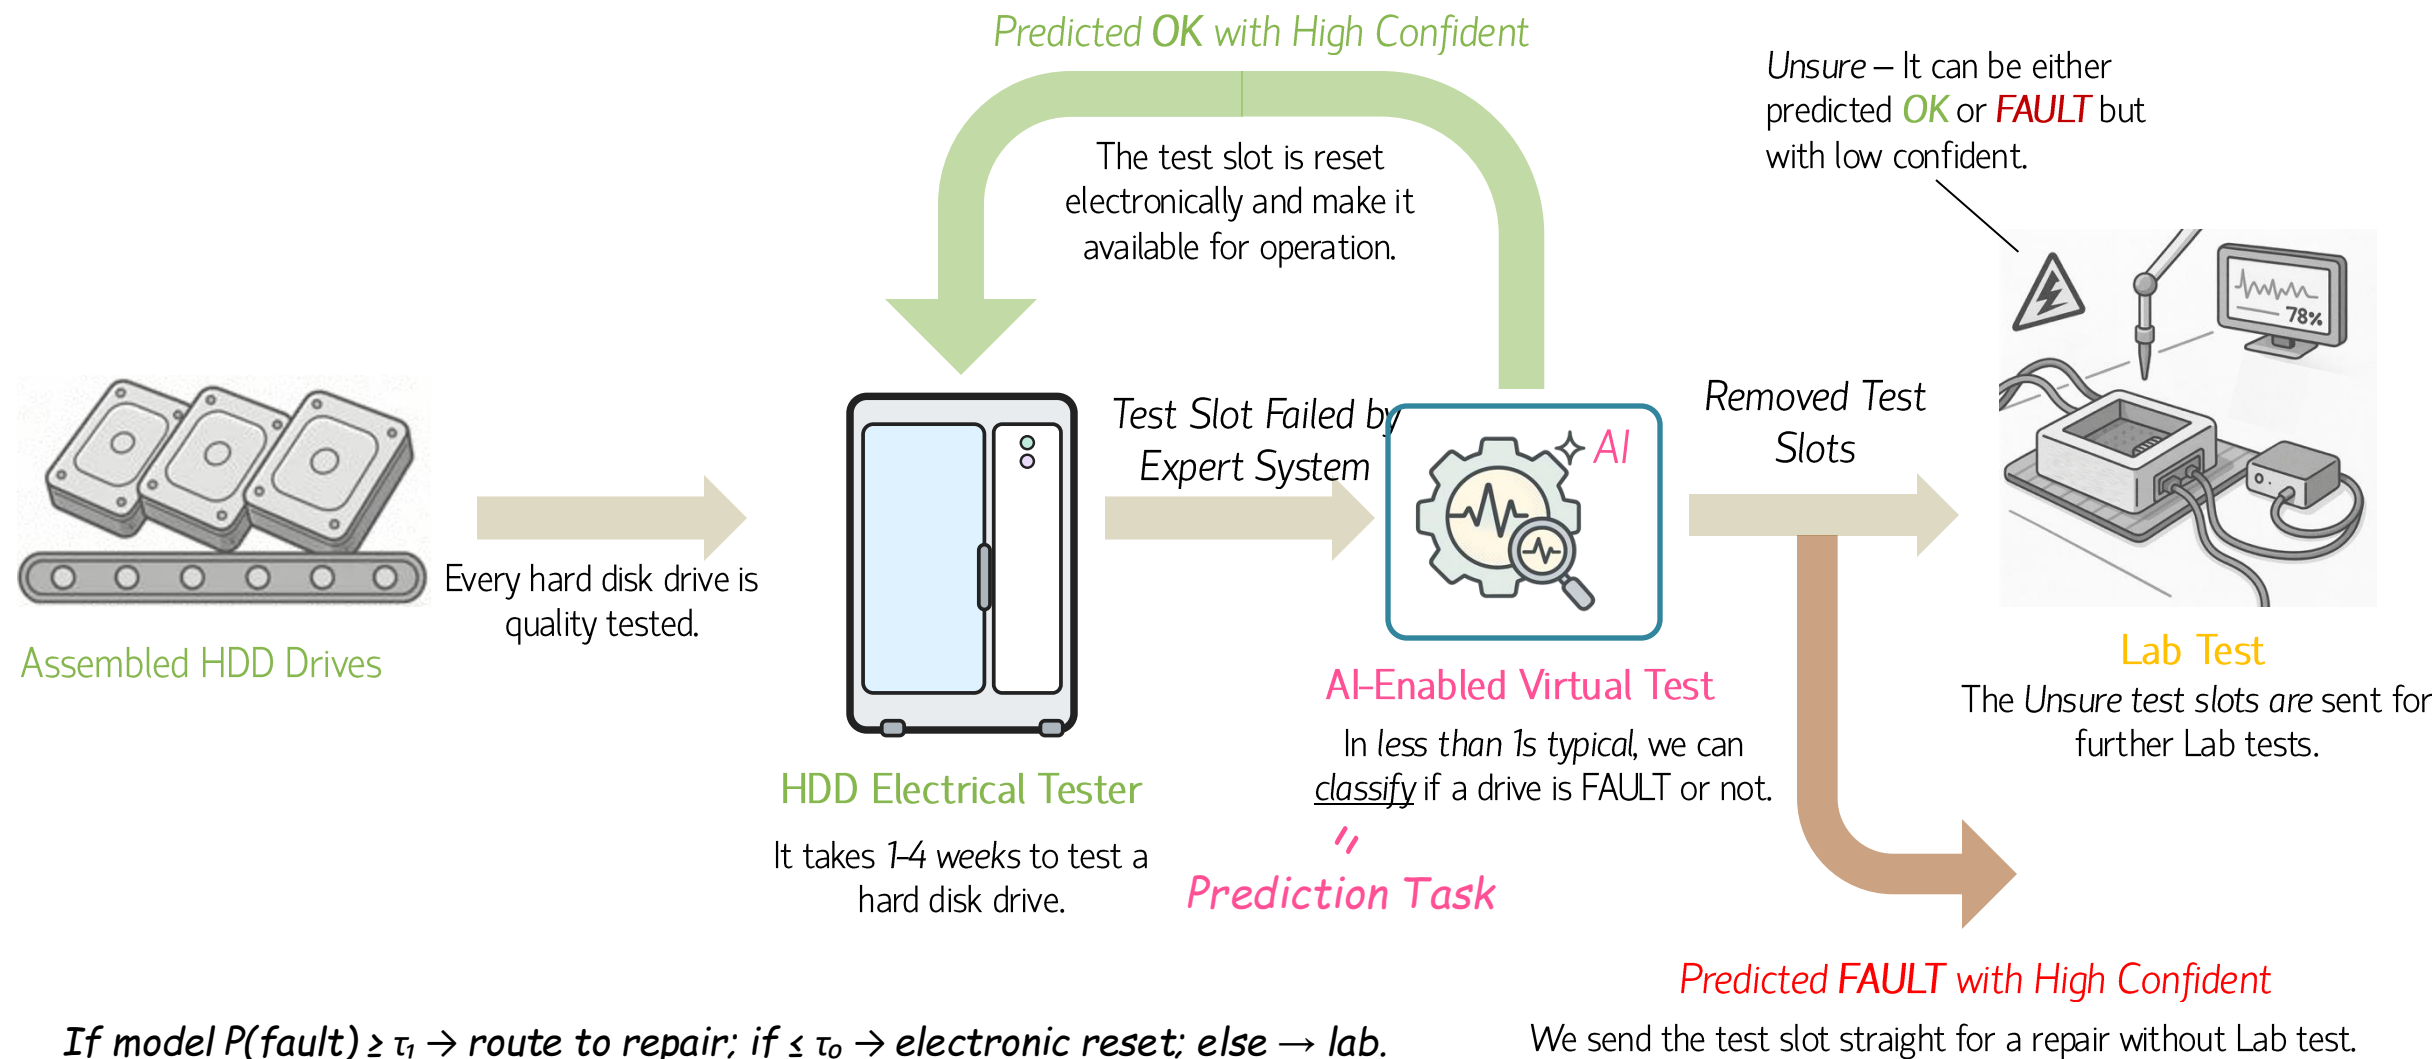 Predicted OK with High Confident
The test slot is reset
electronically and make it
available for operation.
Unsure – It can be either
predicted OK or FAULT but
with low confident.
78%
Assembled HDD Drives
Every hard disk drive is
quality tested.
HDD Electrical Tester
It takes 1-4 weeks to test a
hard disk drive.
Test Slot Failed by
Expert System
AI
AI-Enabled Virtual Test
In less than 1s typical, we can
classify if a drive is FAULT or not.
Prediction Task
Removed Test
Slots
Lab Test
The Unsure test slots are sent for
further Lab tests.
Predicted FAULT with High Confident
We send the test slot straight for a repair without Lab test.
If model P(fault) ≥ τ₁ → route to repair; if ≤ τ₀ → electronic reset; else → lab.